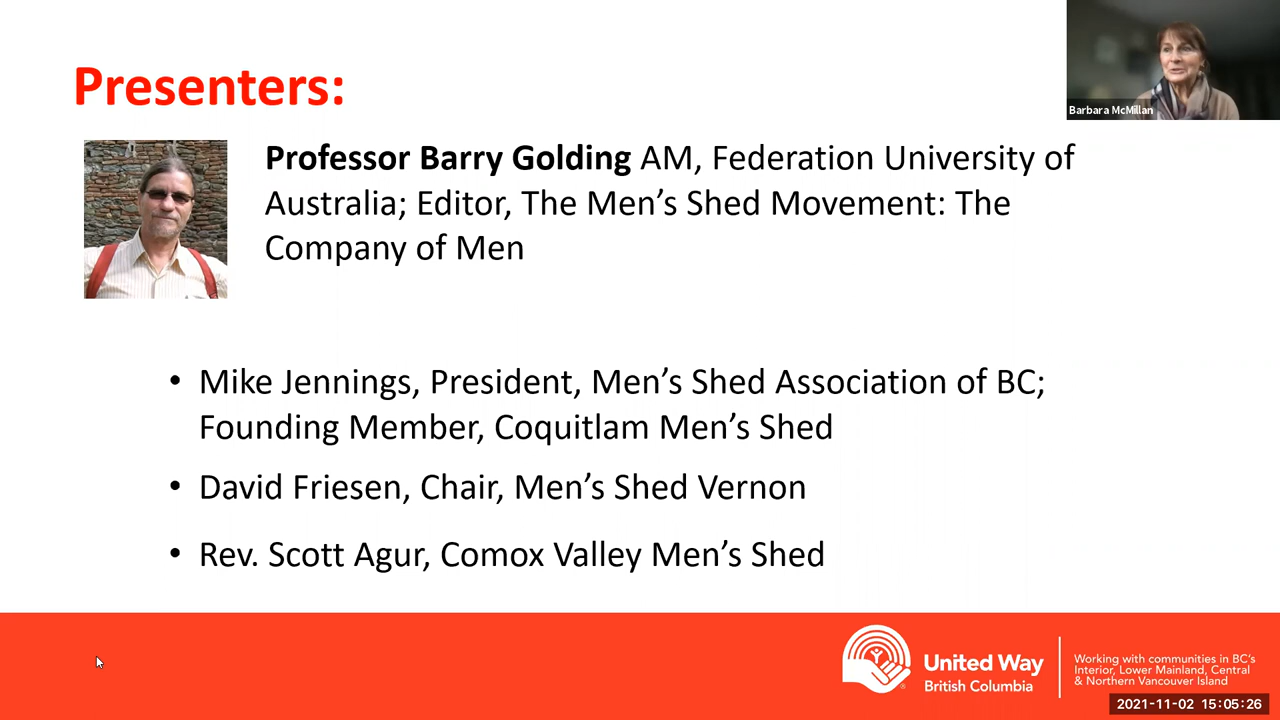 Presenters:
Barbara McMillan
Professor Barry Golding AM, Federation University of
Australia; Editor, The Men’s Shed Movement: The
Company of Men
• Mike Jennings, President, Men’s Shed Association of BC;
Founding Member, Coquitlam Men’s Shed
• David Friesen, Chair, Men’s Shed Vernon
• Rev. Scott Agur, Comox Valley Men’s Shed
United Way
British Columbia
Working with communities in BC’s
Interior, Lower Mainland, Central
& Northern Vancouver Island
2021-11-02 15:05:26